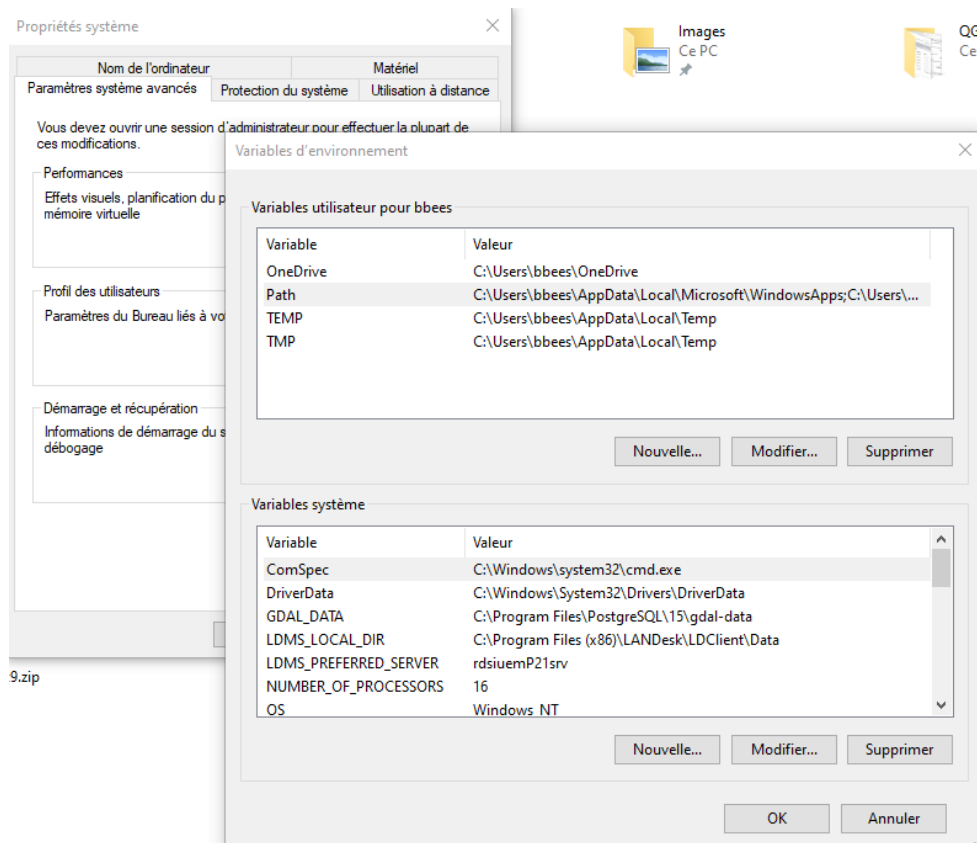 Propriétés système
Images
Ce PC
QG
Ce
Nom de l'ordinateur
Matériel
Paramètres système avancés
Protection du système
Utilisation à distance
Vous devez ouvrir une session d'administrateur pour effectuer la plupart de
ces modifications.
Performances
Effets visuels, planification du p
mémoire virtuelle
Profil des utilisateurs
Paramètres du Bureau liés à vo
Démarrage et récupération
Informations de démarrage du s
débogage
9.zip
Variables d'environnement
Variables utilisateur pour bbees
Variable Valeur
OneDrive C:\Users\bbees\OneDrive
Path C:\Users\bbees\AppData\Local\Microsoft\WindowsApps;C:\Users\...
TEMP C:\Users\bbees\AppData\Local\Temp
TMP C:\Users\bbees\AppData\Local\Temp
Nouvelle... Modifier... Supprimer
Variables système
Variable Valeur
ComSpec C:\Windows\system32\cmd.exe
DriverData C:\Windows\System32\Drivers\DriverData
GDAL_DATA C:\Program Files\PostgreSQL\15\gdal-data
LDMS_LOCAL_DIR C:\Program Files (x86)\LANDesk\LDClient\Data
LDMS_PREFERRED_SERVER rdsiuemP21srv
NUMBER_OF_PROCESSORS 16
OS Windows_NT
Nouvelle... Modifier... Supprimer
OK Annuler